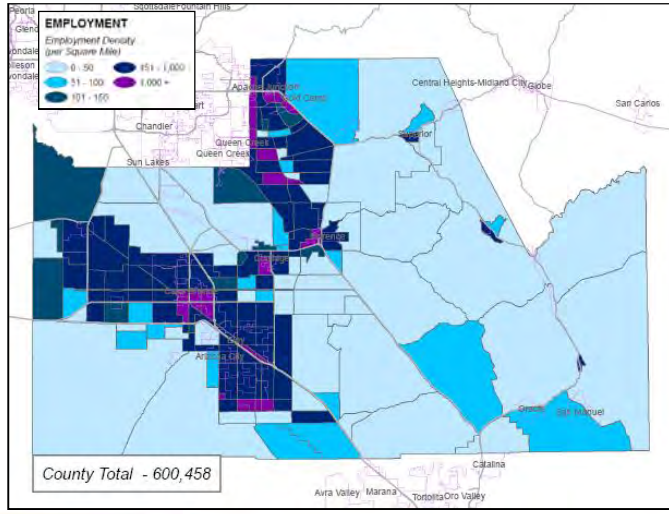 Scottsdale Fountain Hills
Peoria
EMPLOYMENT
Employment Density
(per Square Mile)
0 - 50
151 - 1,000
51 - 100
1,000 +
101 - 150
Apache Junction
Gold Camp
Central Heights-Midland City
Globe
San Carlos
Chandler
Superior
Queen Creek
Queen Creek
Sun Lakes
Florence
Coolidge
Casa Grande
Eloy
Arizona City
Oracle
San Manuel
County Total - 600,458
Catalina
Avra Valley
Marana
Tortolita
Oro Valley